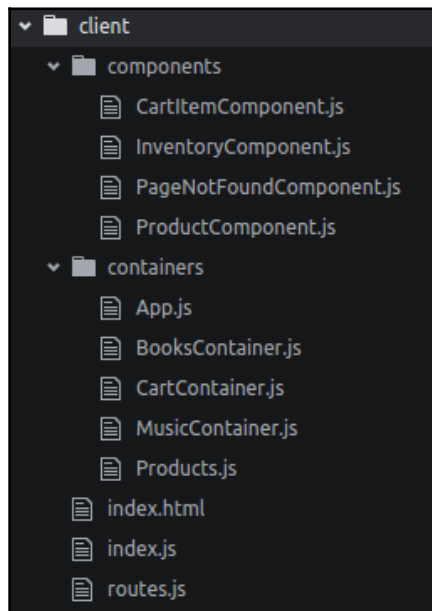 client
components
CartItemComponent.js
InventoryComponent.js
PageNotFoundComponent.js
ProductComponent.js
containers
App.js
BooksContainer.js
CartContainer.js
MusicContainer.js
Products.js
index.html
index.js
routes.js